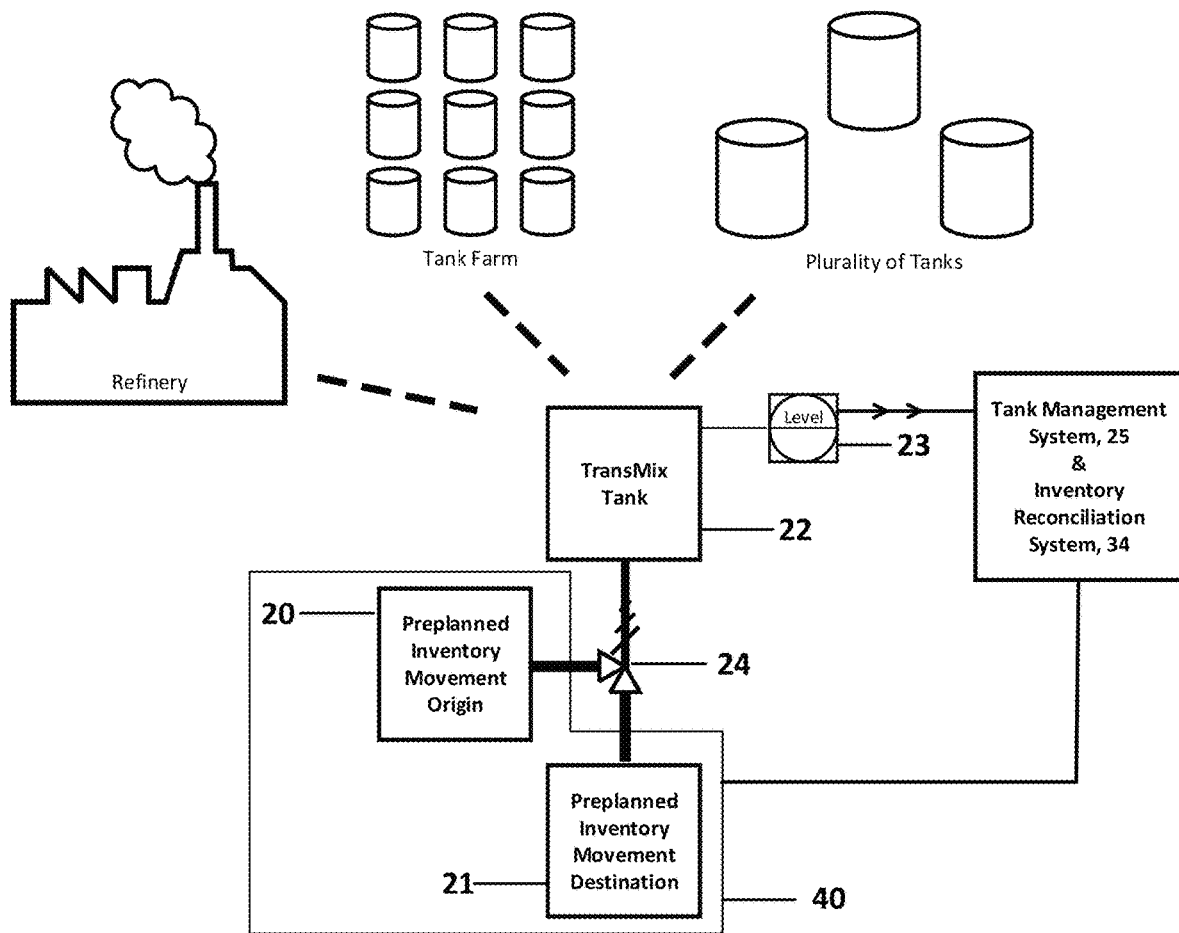 Tank Farm
Plurality of Tanks
Refinery
Level
23
TransMix
Tank
22
Tank Management
System, 25
&
Inventory
Reconciliation
System, 34
20
Preplanned
Inventory
Movement
Origin
24
Preplanned
Inventory
Movement
Destination
21
40